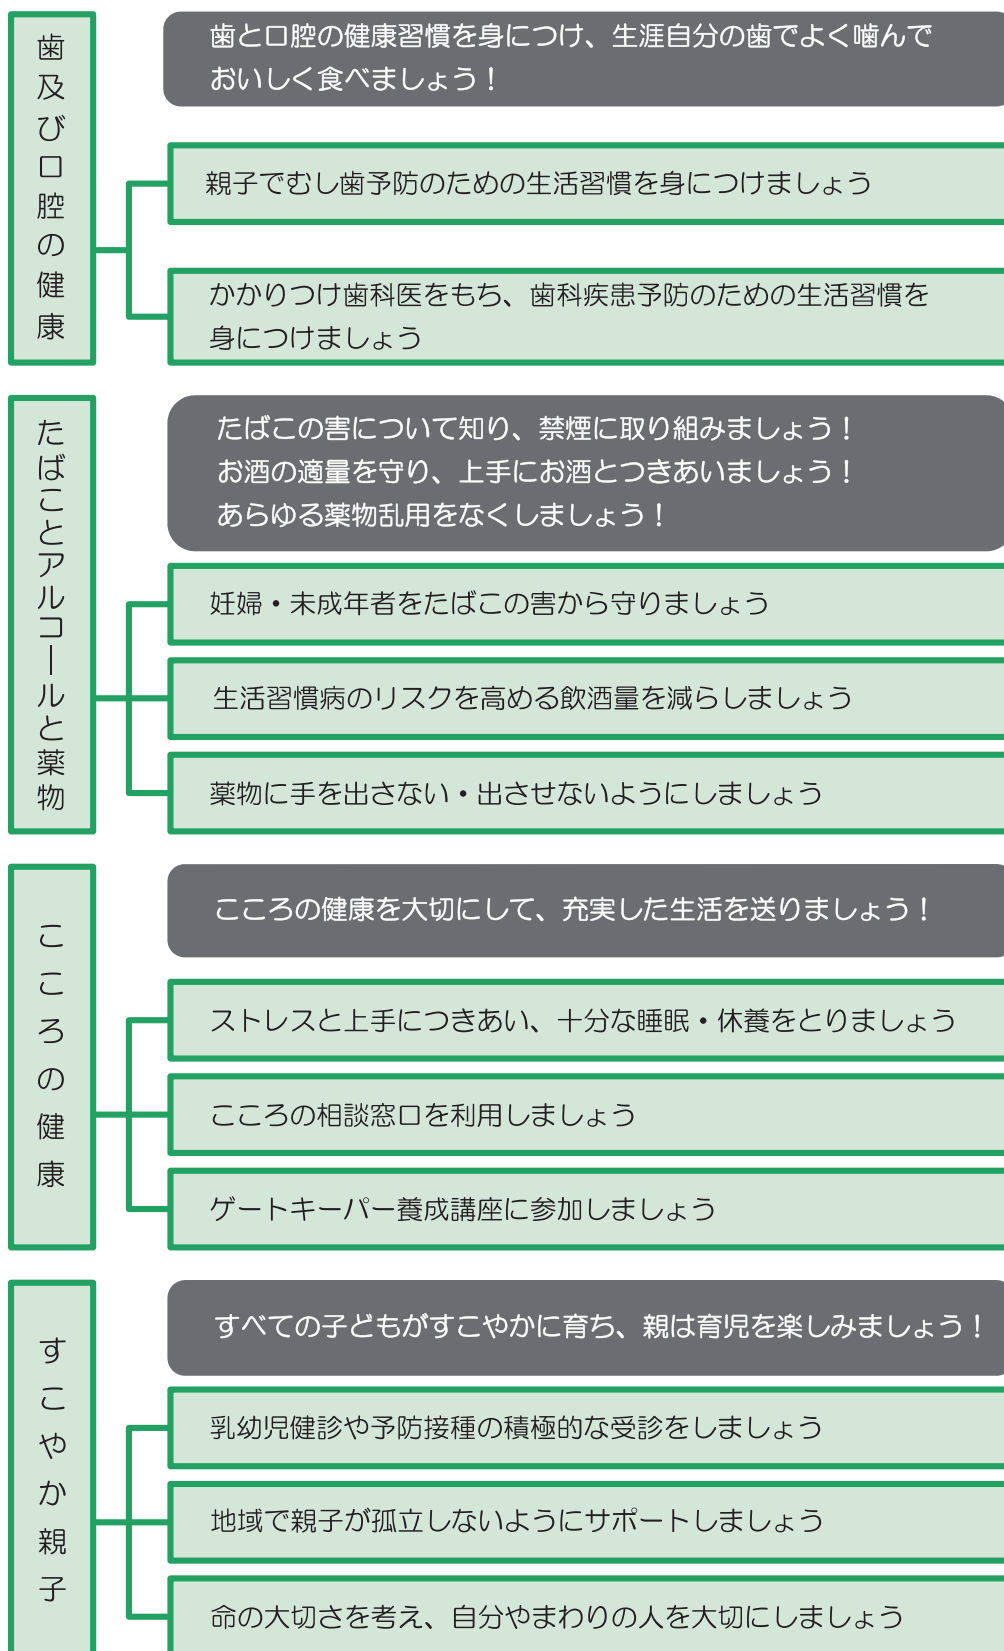 歯及び口腔の健康
歯と口腔の健康習慣を身につけ、生涯自分の歯でよく噛んで
おいしく食べましょう！
親子でむし歯予防のための生活習慣を身につけましょう
かかりつけ歯科医をもち、歯科疾患予防のための生活習慣を
身につけましょう
たばことアルコールと薬物
たばこの害について知り、禁煙に取り組みましょう！
お酒の適量を守り、上手にお酒とつきあいましょう！
あらゆる薬物乱用をなくしましょう！
妊婦・未成年者をたばこの害から守りましょう
生活習慣病のリスクを高める飲酒量を減らしましょう
薬物に手を出さない・出させないようにしましょう
こころの健康
こころの健康を大切にして、充実した生活を送りましょう！
ストレスと上手につきあい、十分な睡眠・休養をとりましょう
こころの相談窓口を利用しましょう
ゲートキーパー養成講座に参加しましょう
すこやか親子
すべての子どもがすこやかに育ち、親は育児を楽しみましょう！
乳幼児健診や予防接種の積極的な受診をしましょう
地域で親子が孤立しないようにサポートしましょう
命の大切さを考え、自分やまわりの人を大切にしましょう